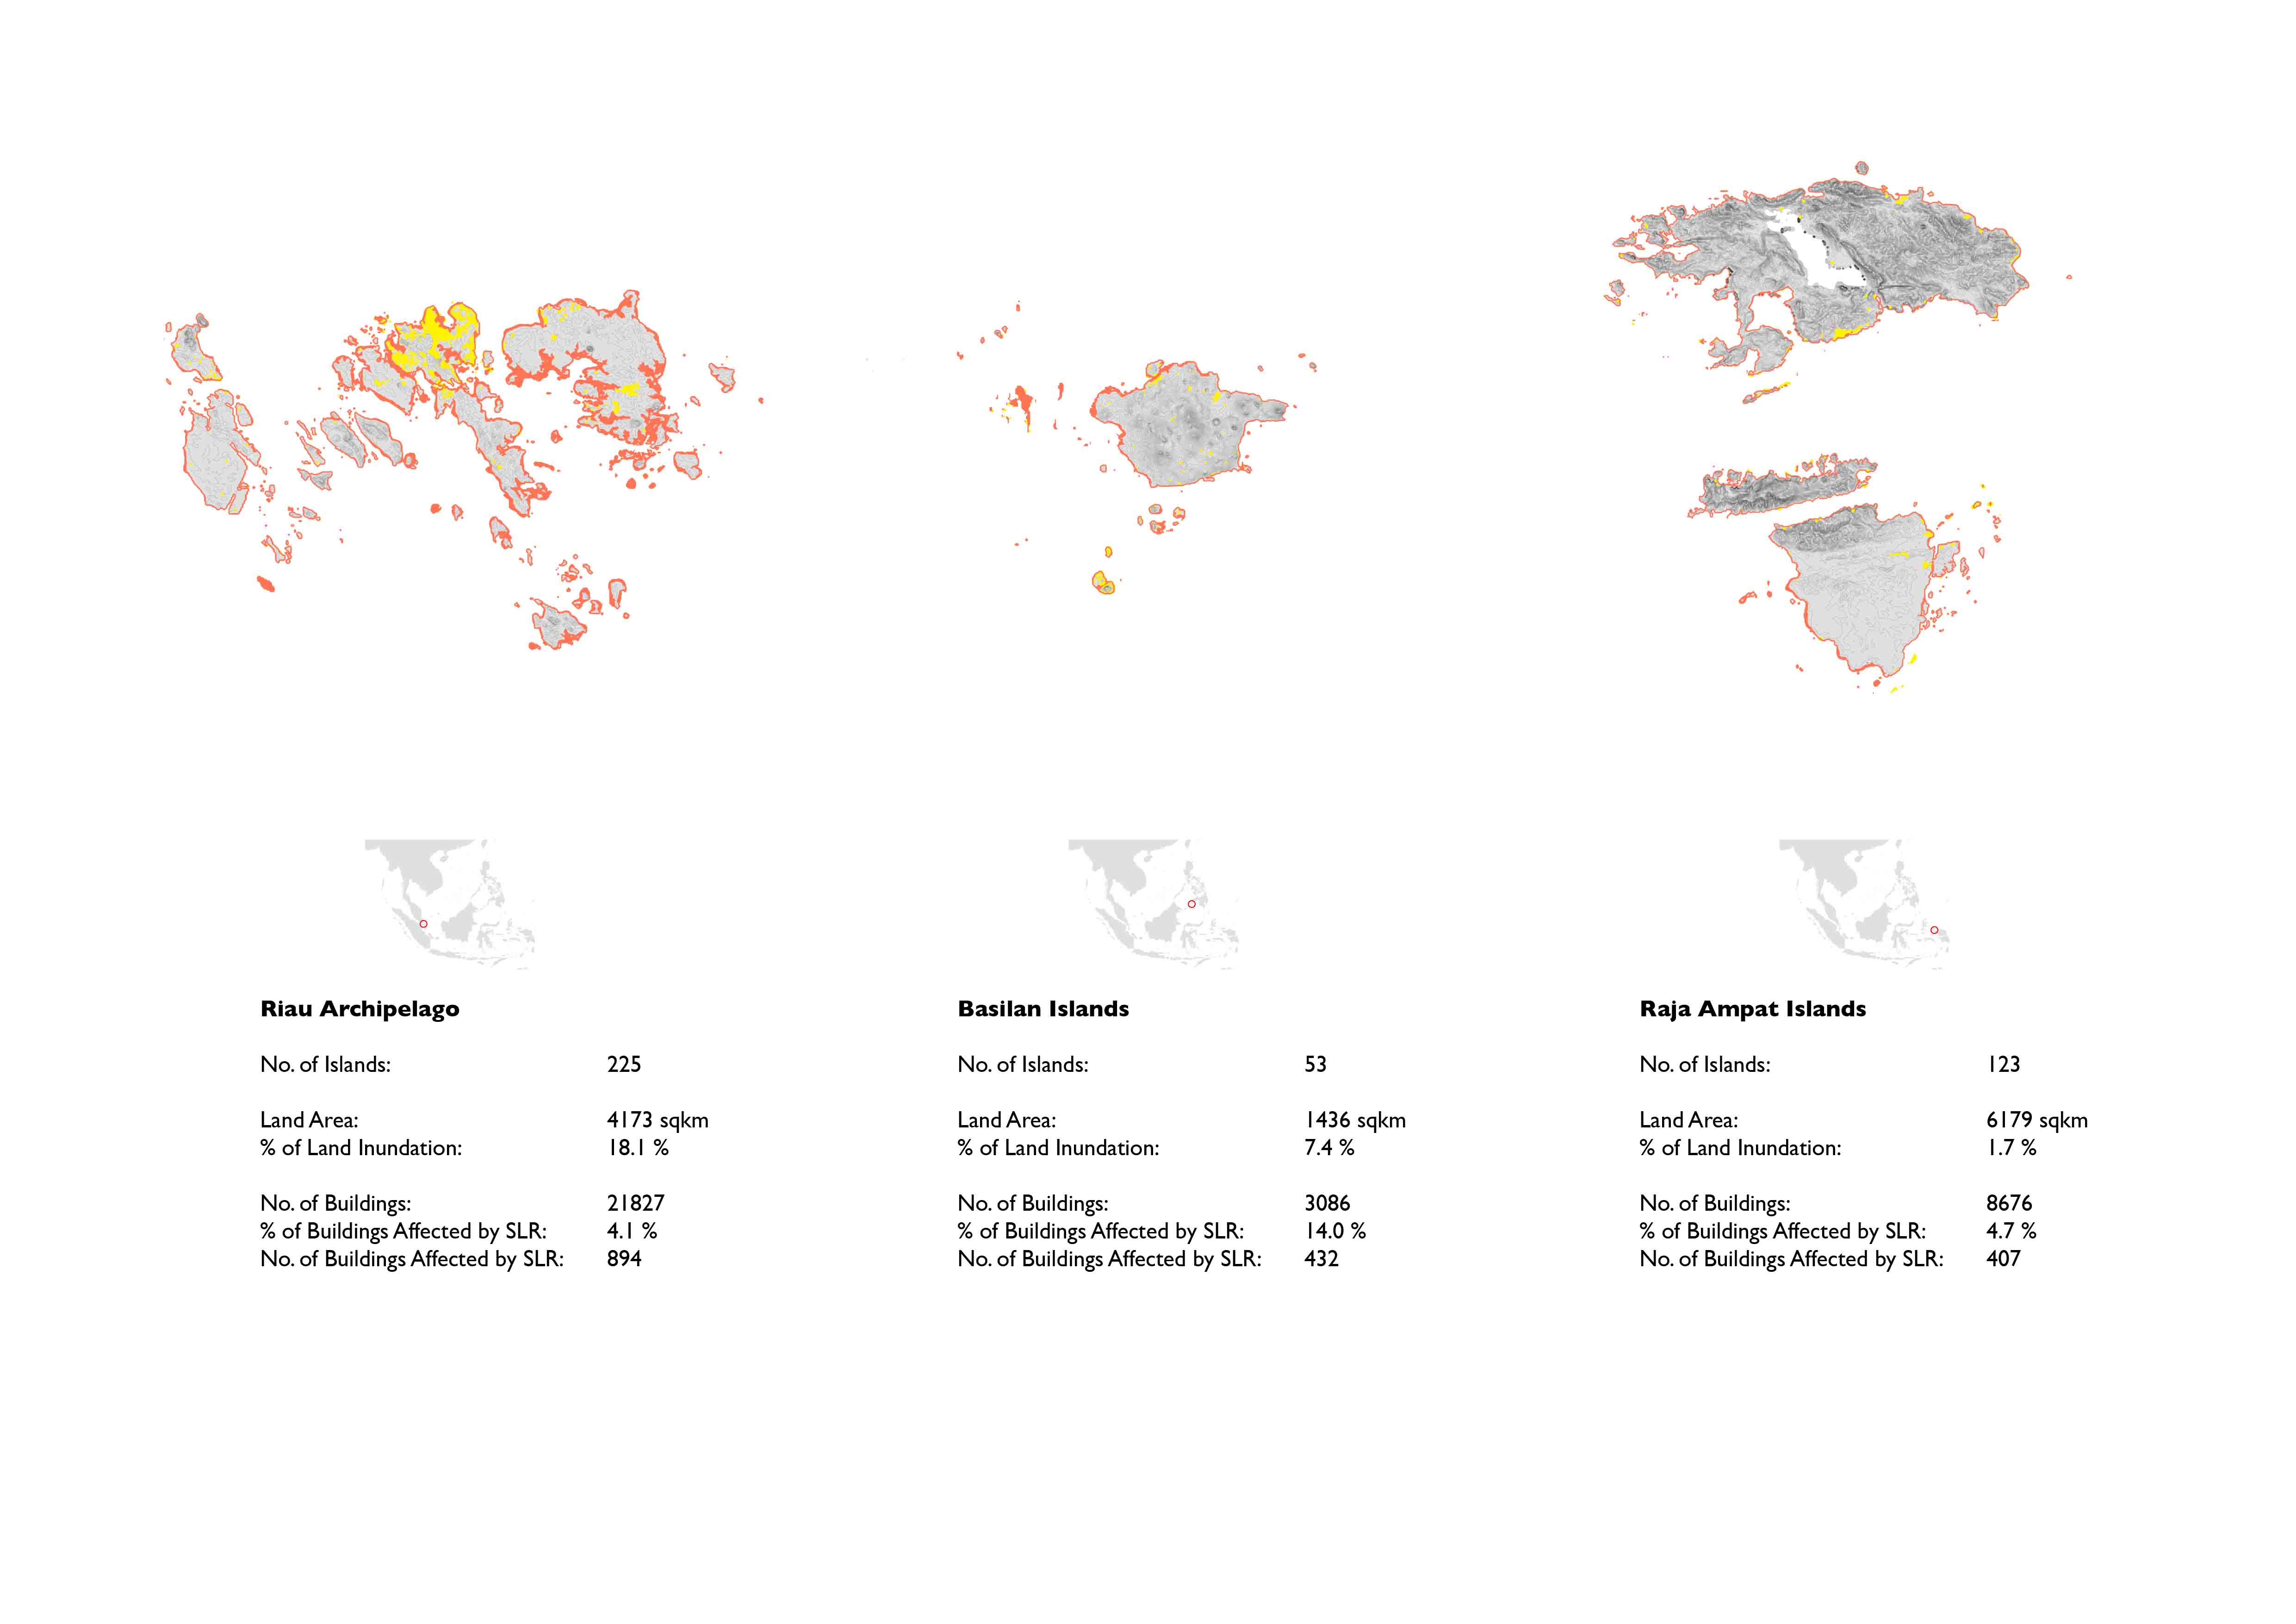 Riau Archipelago
No. of Islands: 225
Land Area: 4173 sqkm
% of Land Inundation: 18.1 %
No. of Buildings: 21827
% of Buildings Affected by SLR: 4.1 %
No. of Buildings Affected by SLR: 894
Basilan Islands
No. of Islands: 53
Land Area: 1436 sqkm
% of Land Inundation: 7.4 %
No. of Buildings: 3086
% of Buildings Affected by SLR: 14.0 %
No. of Buildings Affected by SLR: 432
Raja Ampat Islands
No. of Islands: 123
Land Area: 6179 sqkm
% of Land Inundation: 1.7 %
No. of Buildings: 8676
% of Buildings Affected by SLR: 4.7 %
No. of Buildings Affected by SLR: 407